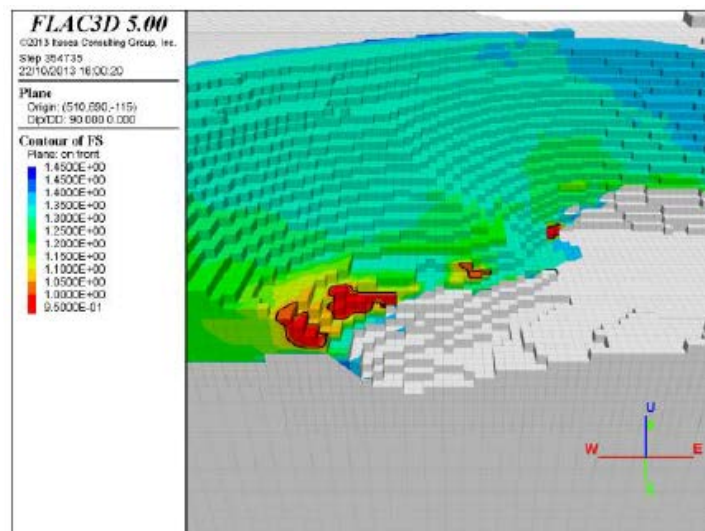 FLAC3D 5.00
©2013 Itasca Consulting Group, Inc.
Step 354735
22/10/2013 16:00:20
Plane
Origin: (510,690,-115)
Dip/DD: 90.000 0.000
Contour of FS
Plane: on front
1.4500E+00
1.4500E+00
1.4000E+00
1.3500E+00
1.3000E+00
1.2500E+00
1.2000E+00
1.1500E+00
1.1000E+00
1.0500E+00
1.0000E+00
9.5000E-01
U
W
E